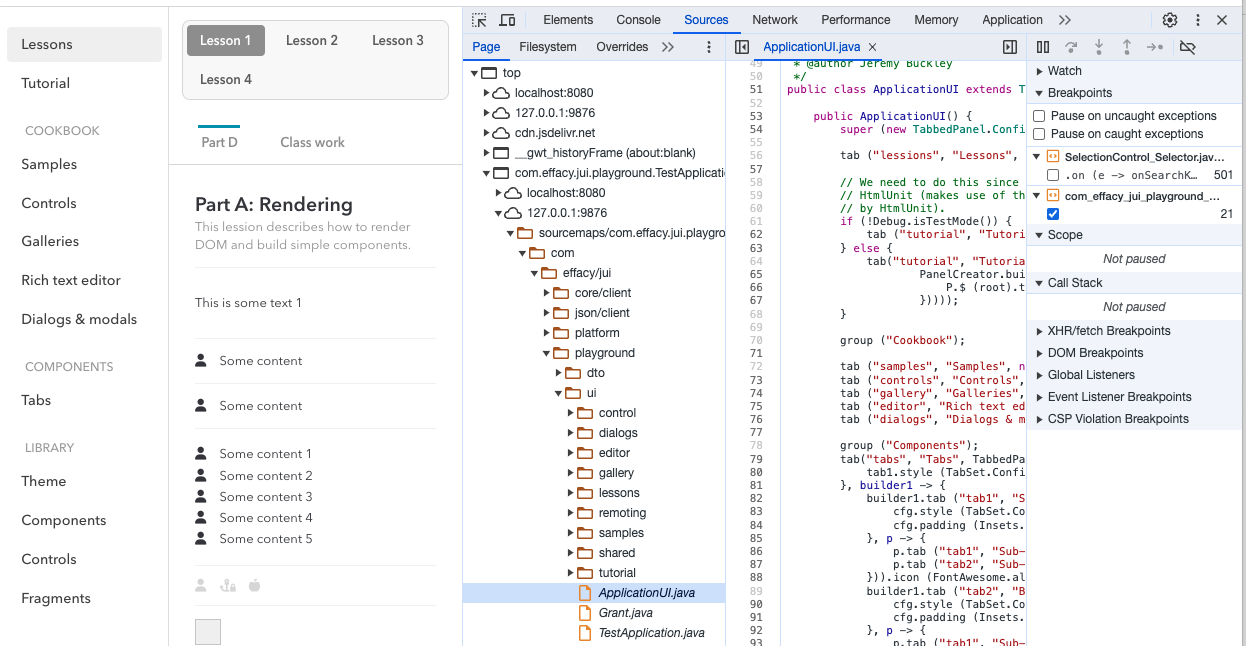 Lessons
Tutorial
COOKBOOK
Samples
Controls
Galleries
Rich text editor
Dialogs & modals
COMPONENTS
Tabs
LIBRARY
Theme
Components
Controls
Fragments
Lesson 1 Lesson 2 Lesson 3
Lesson 4
Part D Class work
Part A: Rendering
This lession describes how to render
DOM and build simple components.
This is some text 1
Some content
Some content
Some content 1
Some content 2
Some content 3
Some content 4
Some content 5
Elements Console Sources Network Performance Memory Application
Page Filesystem Overrides
top
localhost:8080
127.0.0.1:9876
cdn.jsdelivr.net
__gwt_historyFrame (about:blank)
com.effacy.jui.playground.TestApplicati
localhost:8080
127.0.0.1:9876
sourcemaps/com.effacy.jui.playgro
com
effacy/jui
core/client
json/client
platform
playground
dto
ui
control
dialogs
editor
gallery
lessons
remoting
samples
shared
tutorial
ApplicationUI.java
Grant.java
TestApplication.java
ApplicationUI.java
49 * @author Jeremy Buckley
50 */
51 public class ApplicationUI extends T
52
53 public ApplicationUI() {
54 super (new TabbedPanel.Confi
55
56 tab ("lessions", "Lessons",
57
58 // We need to do this since
59 // HtmlUnit (makes use of th
60 // by HtmlUnit).
61 if (!Debug.isTestMode()) {
62 tab ("tutorial", "Tutori
63 } else {
64 tab("tutorial", "Tutoria
65 PanelCreator.bui
66 P.$ (root).t
67 })));
68 }
69
70 group ("Cookbook");
71
72 tab ("samples", "Samples", n
73 tab ("controls", "Controls",
74 tab ("gallery", "Galleries",
75 tab ("editor", "Rich text ed
76 tab ("dialogs", "Dialogs & m
77
78 group ("Components");
79 tab("tabs", "Tabs", TabbedPa
80 tab1.style (TabSet.Confi
81 }, builder1 -> {
82 builder1.tab ("tab1", "S
83 cfg.style (TabSet.Co
84 cfg.padding (Insets.
85 }, p -> {
86 p.tab ("tab1", "Sub-
87 p.tab ("tab2", "Sub-
88 })).icon (FontAwesome.al
89 builder1.tab ("tab2", "B
90 cfg.style (TabSet.Co
91 cfg.padding (Insets.
92 }, p -> {
93 p.tab ("tab1", "Sub-
Watch
Breakpoints
Pause on uncaught exceptions
Pause on caught exceptions
SelectionControl_Selector.jav...
.on (e -> onSearchK... 501
com_effacy_jui_playground_...
21
Scope
Not paused
Call Stack
Not paused
XHR/fetch Breakpoints
DOM Breakpoints
Global Listeners
Event Listener Breakpoints
CSP Violation Breakpoints